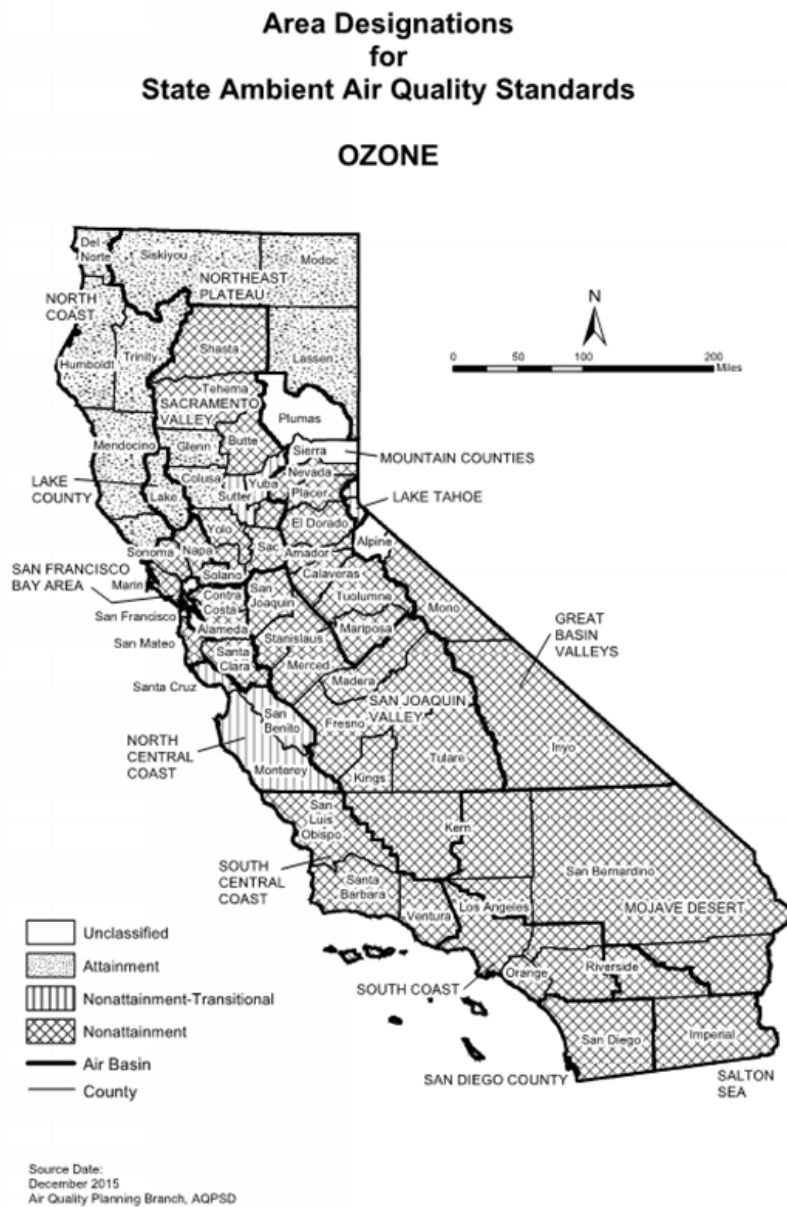 Area Designations
for
State Ambient Air Quality Standards
OZONE
Del
Norte
Siskiyou
Modoc
NORTHEAST
PLATEAU
NORTH
COAST
Humboldt
Trinity
Shasta
Lassen
Tehema
SACRAMENTO
VALLEY
Plumas
Mendocino
Glenn
Butte
Sierra
MOUNTAIN COUNTIES
Nevada
LAKE
COUNTY
Lake
Colusa
Sutter
Yuba
Placer
LAKE TAHOE
Yolo
El Dorado
Sonoma
Napa
Sac
Amador
Alpine
SAN FRANCISCO
BAY AREA
Marin
Solano
Calaveras
Contra
Costa
San
Joaquin
Tuolumne
Mono
San Francisco
Alameda
Mariposa
GREAT
BASIN
VALLEYS
San Mateo
Stanislaus
Santa
Clara
Merced
Santa Cruz
Madera
SAN JOAQUIN
VALLEY
San
Benito
Fresno
NORTH
CENTRAL
COAST
Monterey
Kings
Tulare
Inyo
San
Luis
Obispo
Kern
SOUTH
CENTRAL
COAST
Santa
Barbara
Ventura
Los Angeles
San Bernardino
MOJAVE DESERT
SOUTH COAST
Orange
Riverside
San Diego
Imperial
SAN DIEGO COUNTY
SALTON
SEA
N
0 50 100 200
Miles
Unclassified
Attainment
Nonattainment-Transitional
Nonattainment
Air Basin
County
Source Date:
December 2015
Air Quality Planning Branch, AQPSD